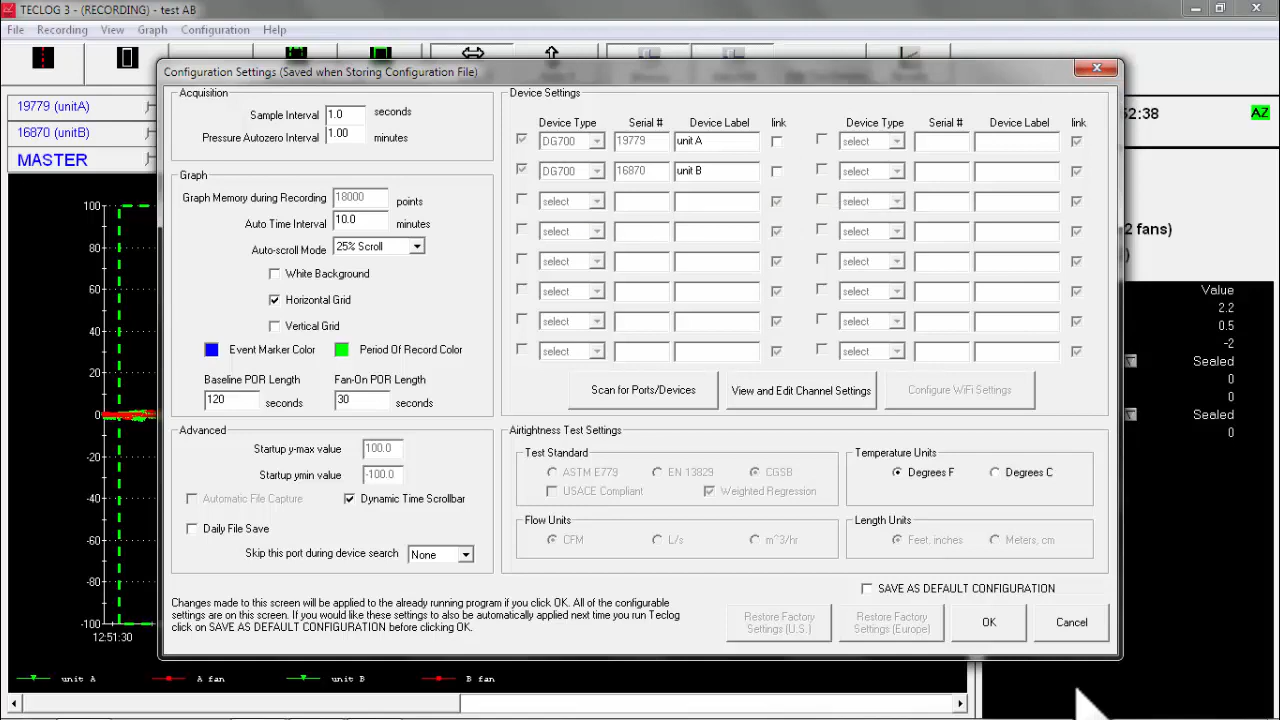 TECLOG 3 - (RECORDING) - test AB
File Recording View Graph Configuration Help
19779 (unitA)
16870 (unitB)
MASTER
100
80
60
40
20
0
-20
-40
-60
-80
-100
12:51:30
unit A A fan unit B B fan
Configuration Settings (Saved when Storing Configuration File)
Acquisition
Sample Interval 1.0 seconds
Pressure Autozero Interval 1.00 minutes
Graph
Graph Memory during Recording 18000 points
Auto Time Interval 10.0 minutes
Auto-scroll Mode 25% Scroll
White Background
Horizontal Grid
Vertical Grid
Event Marker Color Period Of Record Color
Baseline POR Length Fan-On POR Length
120 seconds 30 seconds
Advanced
Startup y-max value 100.0
Startup ymin value -100.0
Automatic File Capture Dynamic Time Scrollbar
Daily File Save
Skip this port during device search None
Changes made to this screen will be applied to the already running program if you click OK. All of the configurable
settings are on this screen. If you would like these settings to also be automatically applied next time you run Teclog
click on SAVE AS DEFAULT CONFIGURATION before clicking OK.
Device Settings
Device Type Serial # Device Label link Device Type Serial # Device Label link
DG700 19779 unit A select
DG700 16870 unit B select
select select
select select
select select
select select
select select
select select
Scan for Ports/Devices View and Edit Channel Settings Configure WiFi Settings
Airtightness Test Settings
Test Standard
ASTM E779 EN 13829 CGSB
USACE Compliant Weighted Regression
Temperature Units
Degrees F Degrees C
Flow Units
CFM L/s m^3/hr
Length Units
Feet. inches Meters, cm
SAVE AS DEFAULT CONFIGURATION
Restore Factory Settings (U.S.)
Restore Factory Settings (Europe)
OK Cancel
52:38 AZ
2 fans)
)
Value
2.2
0.5
-2
Sealed
0
0
Sealed
0